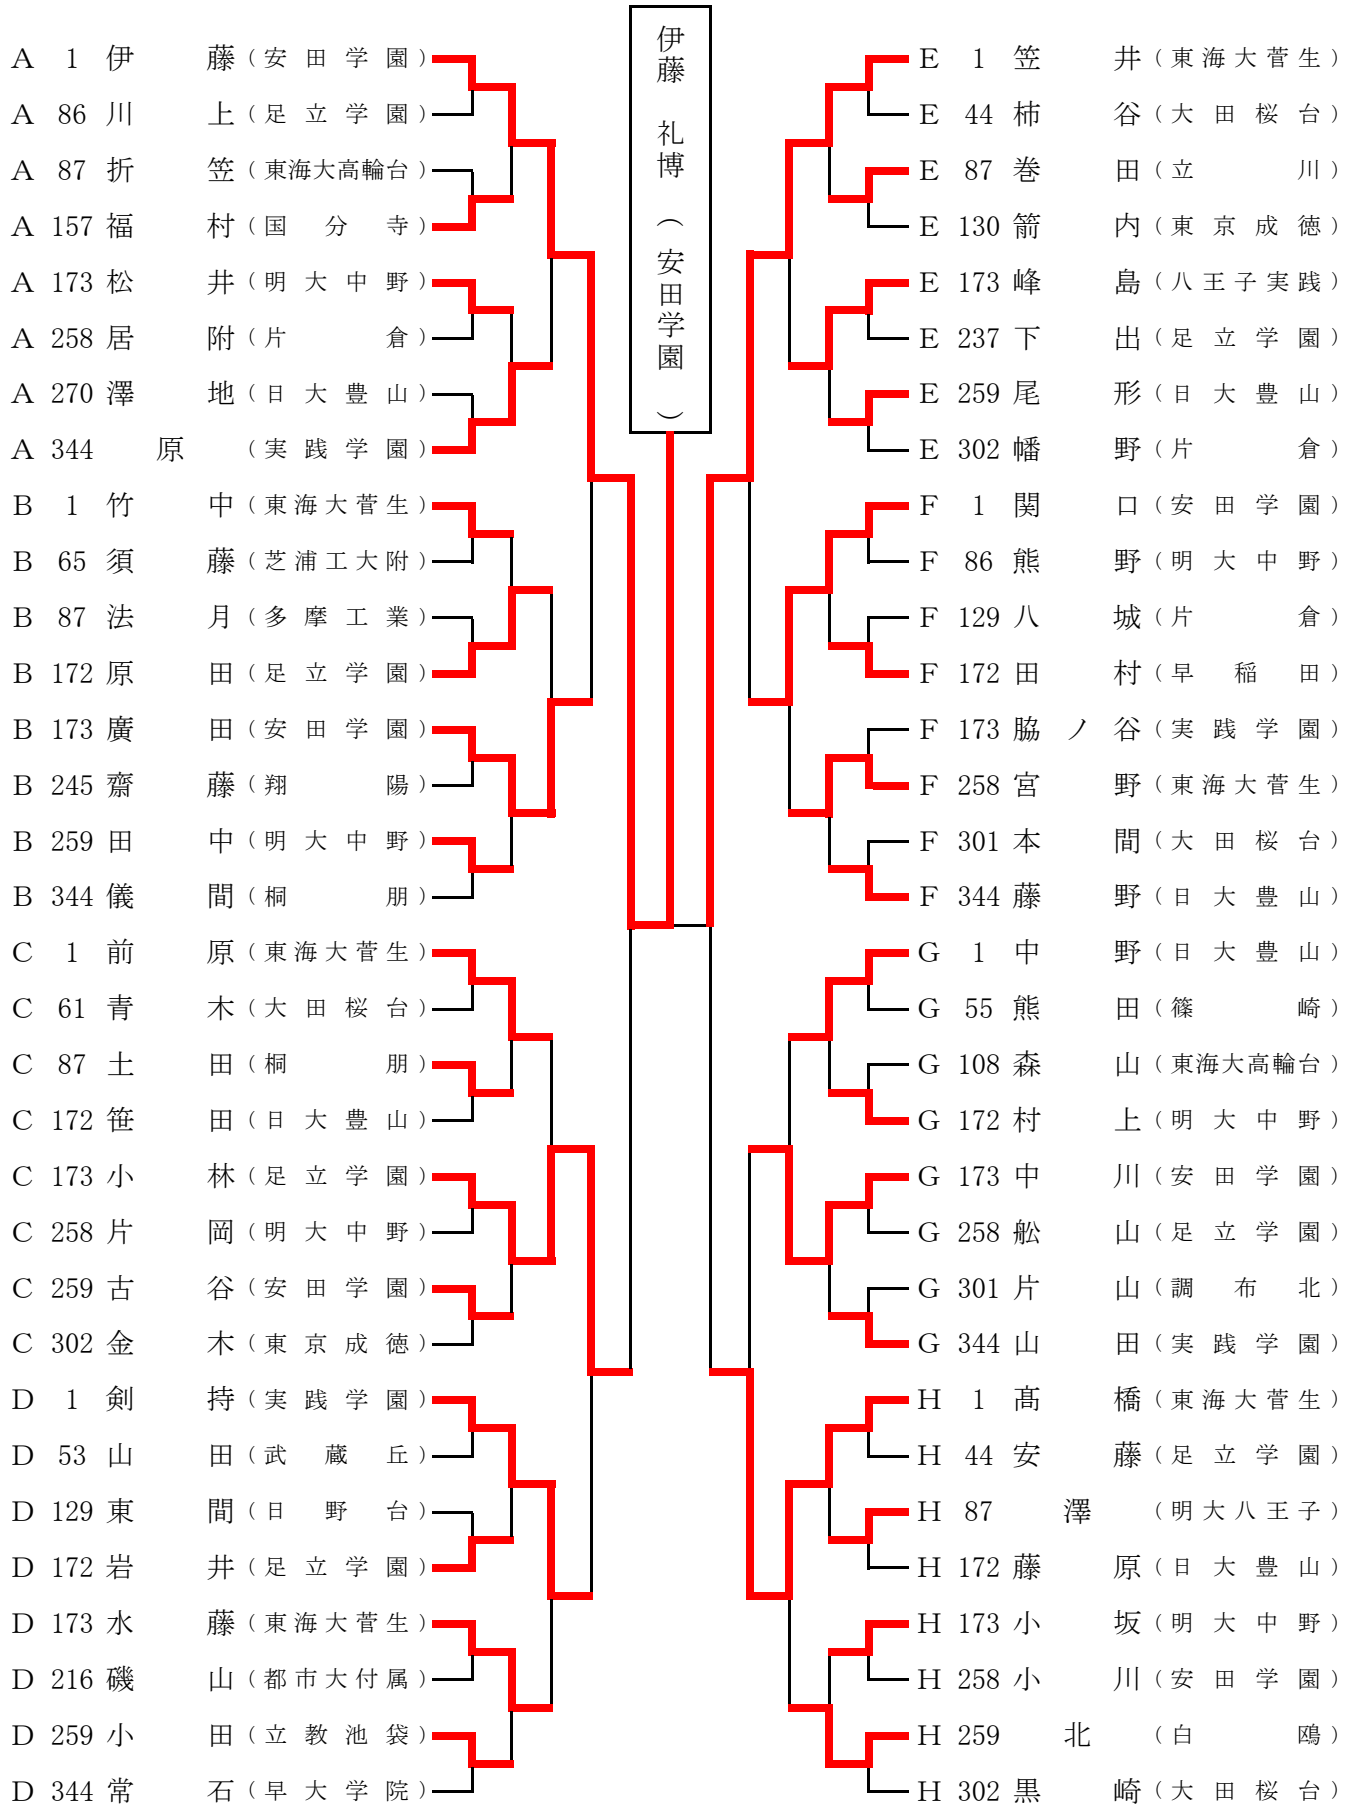 伊藤 礼博 (安田学園)
A 1 伊藤 (安田学園)
A 86 川上 (足立学園)
A 87 折笠 (東海大高輪台)
A 157 福村 (国分寺)
A 173 松井 (明大中野)
A 258 居附 (片倉)
A 270 澤地 (日大豊山)
A 344 原 (実践学園)
B 1 竹中 (東海大菅生)
B 65 須藤 (芝浦工大附)
B 87 法月 (多摩工業)
B 172 原田 (足立学園)
B 173 廣田 (安田学園)
B 245 齋藤 (翔陽)
B 259 田中 (明大中野)
B 344 儀間 (桐朋)
C 1 前原 (東海大菅生)
C 61 青木 (大田桜台)
C 87 土田 (桐朋)
C 172 笹田 (日大豊山)
C 173 小林 (足立学園)
C 258 片岡 (明大中野)
C 259 古谷 (安田学園)
C 302 金木 (東京成徳)
D 1 剣持 (実践学園)
D 53 山田 (武蔵丘)
D 129 東間 (日野台)
D 172 岩井 (足立学園)
D 173 水藤 (東海大菅生)
D 216 磯山 (都市大付属)
D 259 小田 (立教池袋)
D 344 常石 (早大学院)
E 1 笠井 (東海大菅生)
E 44 柿谷 (大田桜台)
E 87 巻田 (立川)
E 130 箭内 (東京成徳)
E 173 峰島 (八王子実践)
E 237 下出 (足立学園)
E 259 尾形 (日大豊山)
E 302 幡野 (片倉)
F 1 関口 (安田学園)
F 86 熊野 (明大中野)
F 129 八城 (片倉)
F 172 田村 (早稲田)
F 173 脇ノ谷 (実践学園)
F 258 宮野 (東海大菅生)
F 301 本間 (大田桜台)
F 344 藤野 (日大豊山)
G 1 中野 (日大豊山)
G 55 熊田 (篠崎)
G 108 森山 (東海大高輪台)
G 172 村上 (明大中野)
G 173 中川 (安田学園)
G 258 舩山 (足立学園)
G 301 片山 (調布北)
G 344 山田 (実践学園)
H 1 髙橋 (東海大菅生)
H 44 安藤 (足立学園)
H 87 澤 (明大八王子)
H 172 藤原 (日大豊山)
H 173 小坂 (明大中野)
H 258 小川 (安田学園)
H 259 北 (白鴎)
H 302 黒崎 (大田桜台)